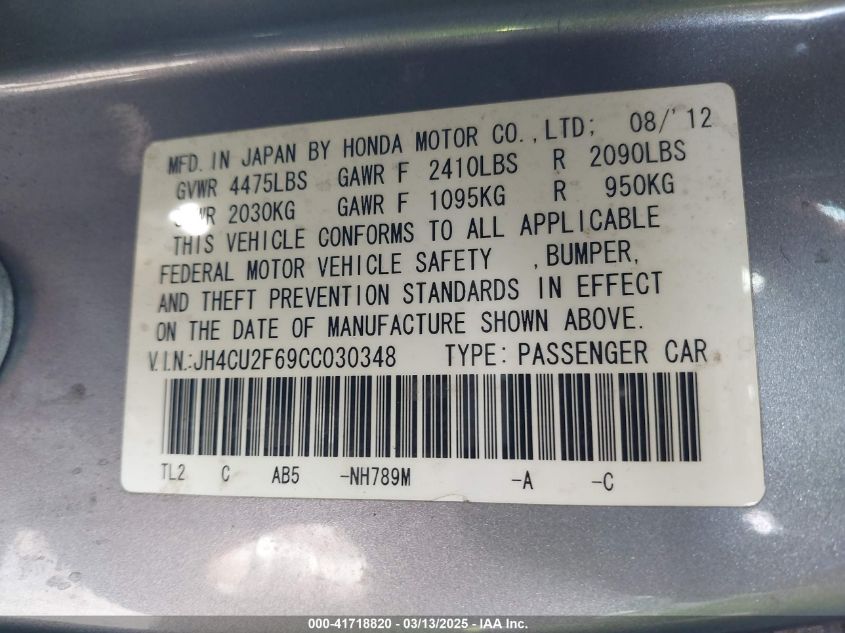 MFD. IN JAPAN BY HONDA MOTOR CO., LTD; 08/'12
GVWR 4475LBS GAWR F 2410LBS R 2090LBS
2030KG GAWR F 1095KG R 950KG
THIS VEHICLE CONFORMS TO ALL APPLICABLE
FEDERAL MOTOR VEHICLE SAFETY , BUMPER,
AND THEFT PREVENTION STANDARDS IN EFFECT
ON THE DATE OF MANUFACTURE SHOWN ABOVE.
V.I.N.:JH4CU2F69CC030348 TYPE: PASSENGER CAR
TL2 C AB5 -NH789M -A -C
000-41718820 - 03/13/2025 - IAA Inc.